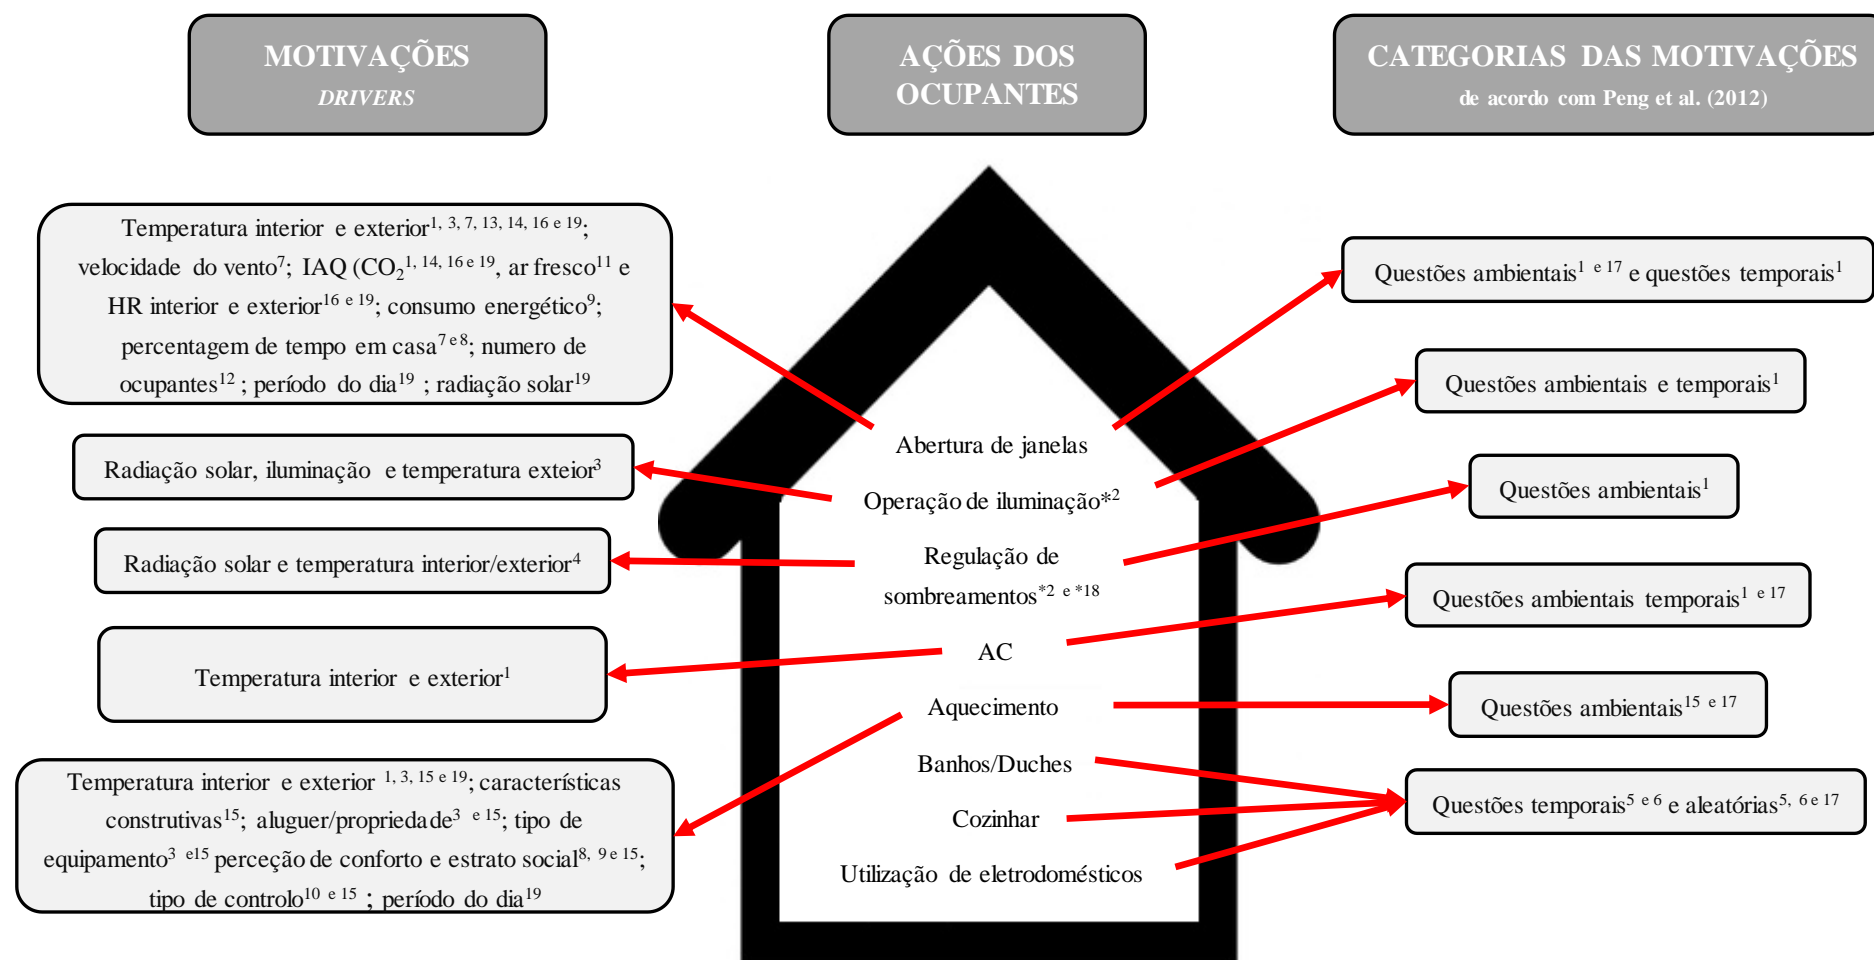 MOTIVAÇÕES
DRIVERS
AÇÕES DOS
OCUPANTES
CATEGORIAS DAS MOTIVAÇÕES
de acordo com Peng et al. (2012)
Temperatura interior e exterior1, 3, 7, 13, 14, 16 e 19;
velocidade do vento7; IAQ (CO2 1, 14, 16 e 19, ar fresco11 e
HR interior e exterior16 e 19; consumo energético9;
percentagem de tempo em casa7 e 8; numero de
ocupantes12 ; período do dia19 ; radiação solar19
Radiação solar, iluminação e temperatura exteior3
Radiação solar e temperatura interior/exterior4
Temperatura interior e exterior1
Temperatura interior e exterior 1, 3, 15 e 19; características
construtivas15; aluguer/propriedade3 e 15; tipo de
equipamento3 e15 perceção de conforto e estrato social8, 9 e 15;
tipo de controlo10 e 15 ; período do dia19
Abertura de janelas
Operação de iluminação*2
Regulação de
sombreamentos*2 e *18
AC
Aquecimento
Banhos/Duches
Cozinhar
Utilização de eletrodomésticos
Questões ambientais1 e 17 e questões temporais1
Questões ambientais e temporais1
Questões ambientais1
Questões ambientais temporais1 e 17
Questões ambientais15 e 17
Questões temporais5 e 6 e aleatórias5, 6 e 17